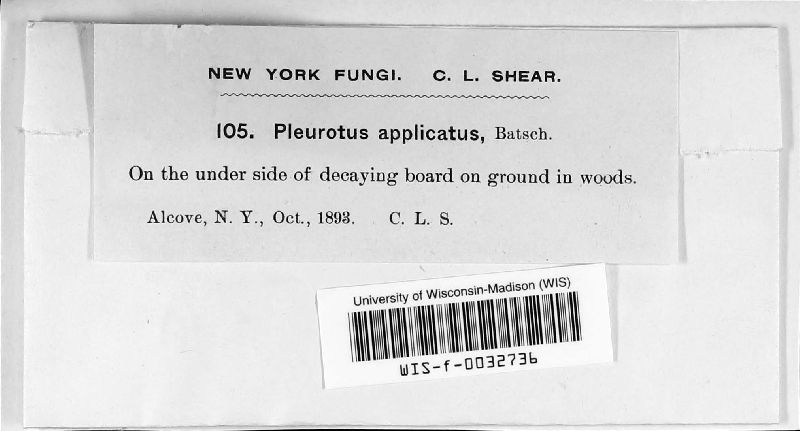 NEW YORK FUNGI. C. L. SHEAR.
105. Pleurotus applicatus, Batsch.
On the under side of decaying board on ground in woods.
Alcove, N. Y., Oct., 1893. C. L. S.
University of Wisconsin-Madison (WIS)
WIS-f-0032736